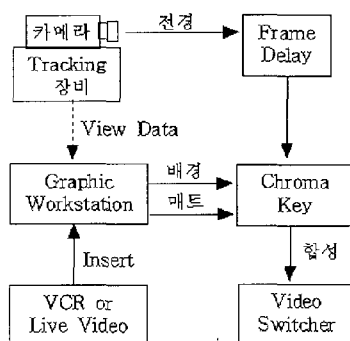 카메라
전경
Frame
Delay
Tracking
장비
View Data
Graphic
Workstation
배경
매트
Chroma
Key
Insert
합성
VCR or
Live Video
Video
Switcher